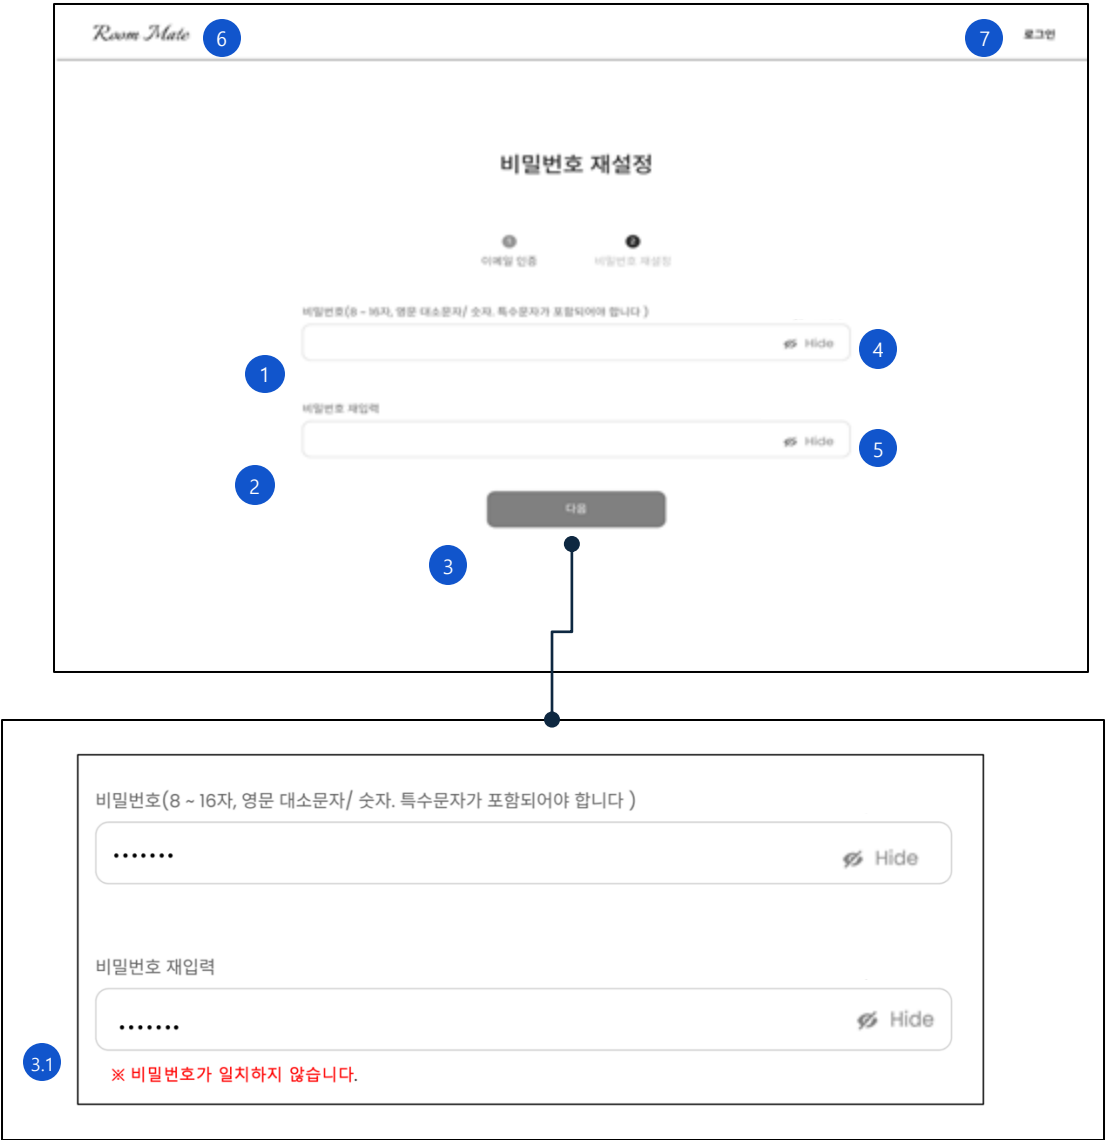 Room Mate
6
7
로그인
비밀번호 재설정
1
2
이메일 인증
비밀번호 재설정
비밀번호(8 ~ 16자, 영문 대소문자/ 숫자. 특수문자가 포함되어야 합니다 )
Hide
4
1
비밀번호 재입력
Hide
5
2
다음
3
비밀번호(8 ~ 16자, 영문 대소문자/ 숫자. 특수문자가 포함되어야 합니다 )
•••••••
Hide
비밀번호 재입력
•••••••
Hide
3.1
※ 비밀번호가 일치하지 않습니다.